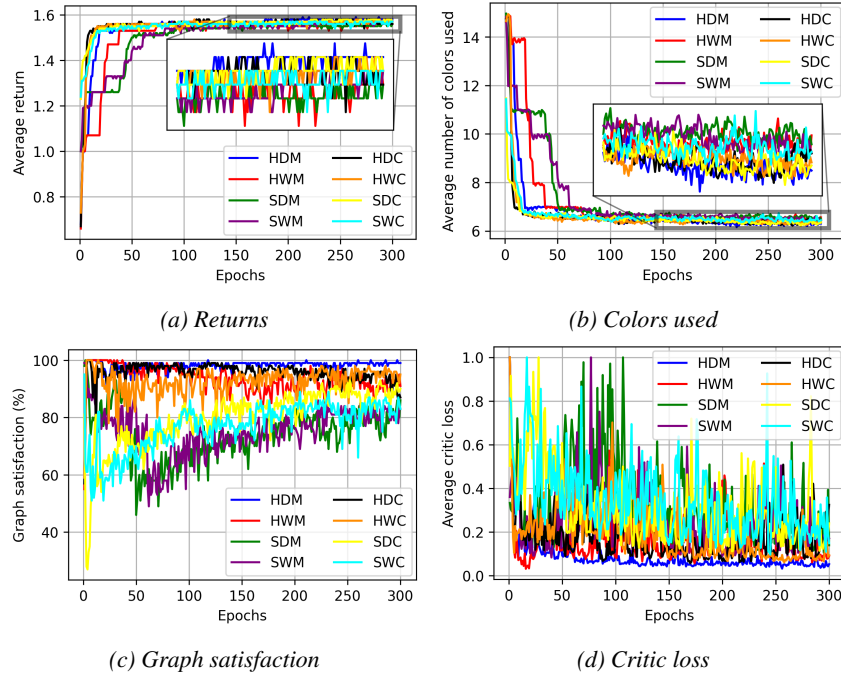 1.6
1.4
1.2
1.0
0.8
Average return
HDM
HWM
SDM
SWM
HDC
HWC
SDC
SWC
0 50 100 150 200 250 300
Epochs
(a) Returns
14
12
10
8
6
Average number of colors used
HDM
HWM
SDM
SWM
HDC
HWC
SDC
SWC
0 50 100 150 200 250 300
Epochs
(b) Colors used
100
80
60
40
Graph satisfaction (%)
HDM
HWM
SDM
SWM
HDC
HWC
SDC
SWC
0 50 100 150 200 250 300
Epochs
(c) Graph satisfaction
1.0
0.8
0.6
0.4
0.2
0.0
Average critic loss
HDM
HWM
SDM
SWM
HDC
HWC
SDC
SWC
0 50 100 150 200 250 300
Epochs
(d) Critic loss